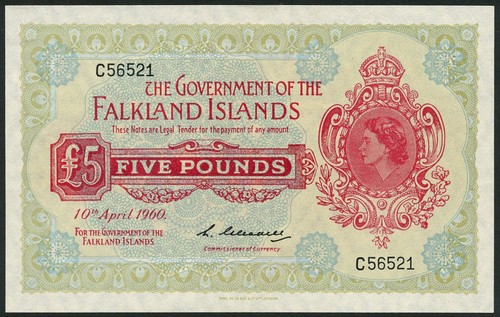 C56521
THE GOVERNMENT OF THE
FALKLAND ISLANDS
These Notes are Legal Tender for the payment of any amount
£5 FIVE POUNDS
10th April 1960.
FOR THE GOVERNMENT OF THE
FALKLAND ISLANDS.
Commissioner of Currency
C56521